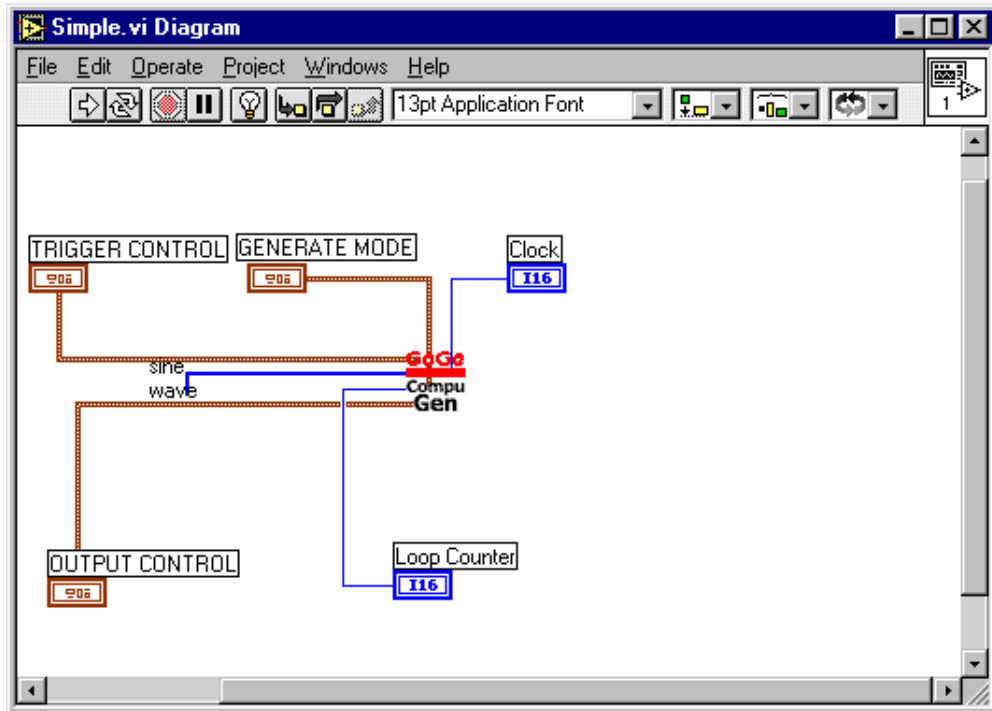 Simple.vi Diagram
File Edit Operate Project Windows Help
13pt Application Font
1
TRIGGER CONTROL
GENERATE MODE
Clock
I16
sine
wave
GaGe
Compu
Gen
OUTPUT CONTROL
Loop Counter
I16